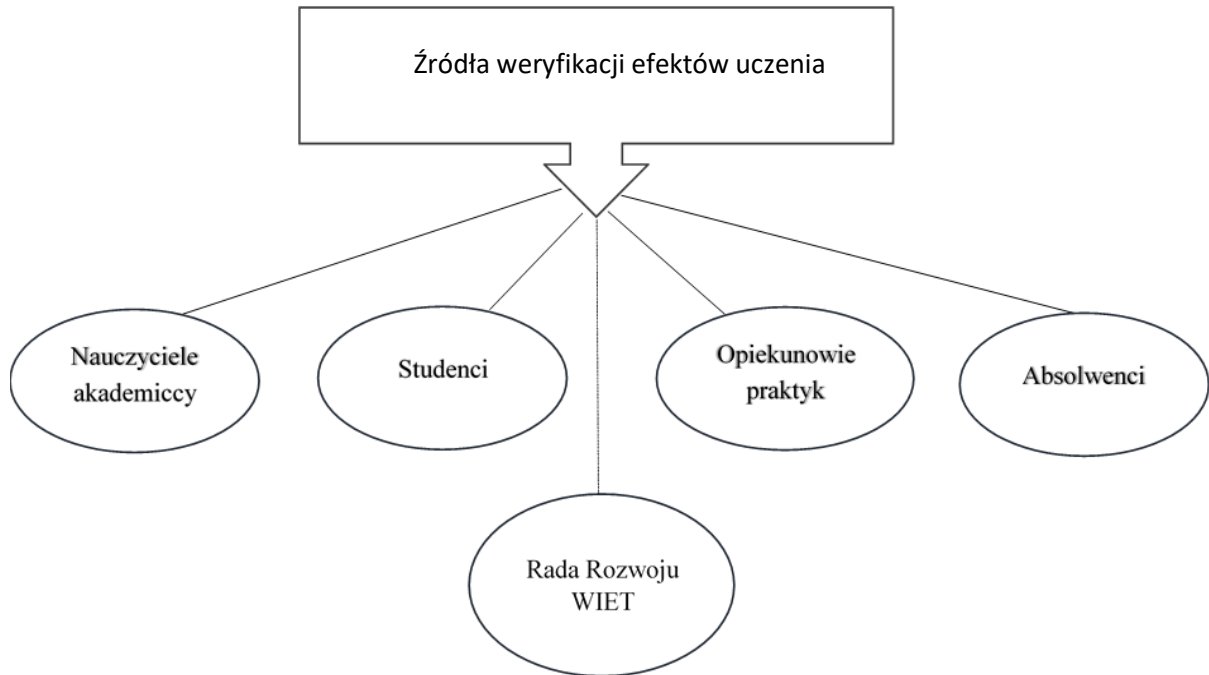 Źródła weryfikacji efektów uczenia
Nauczyciele
akademiccy
Studenci
Opiekunowie
praktyk
Absolwenci
Rada Rozwoju
WIET